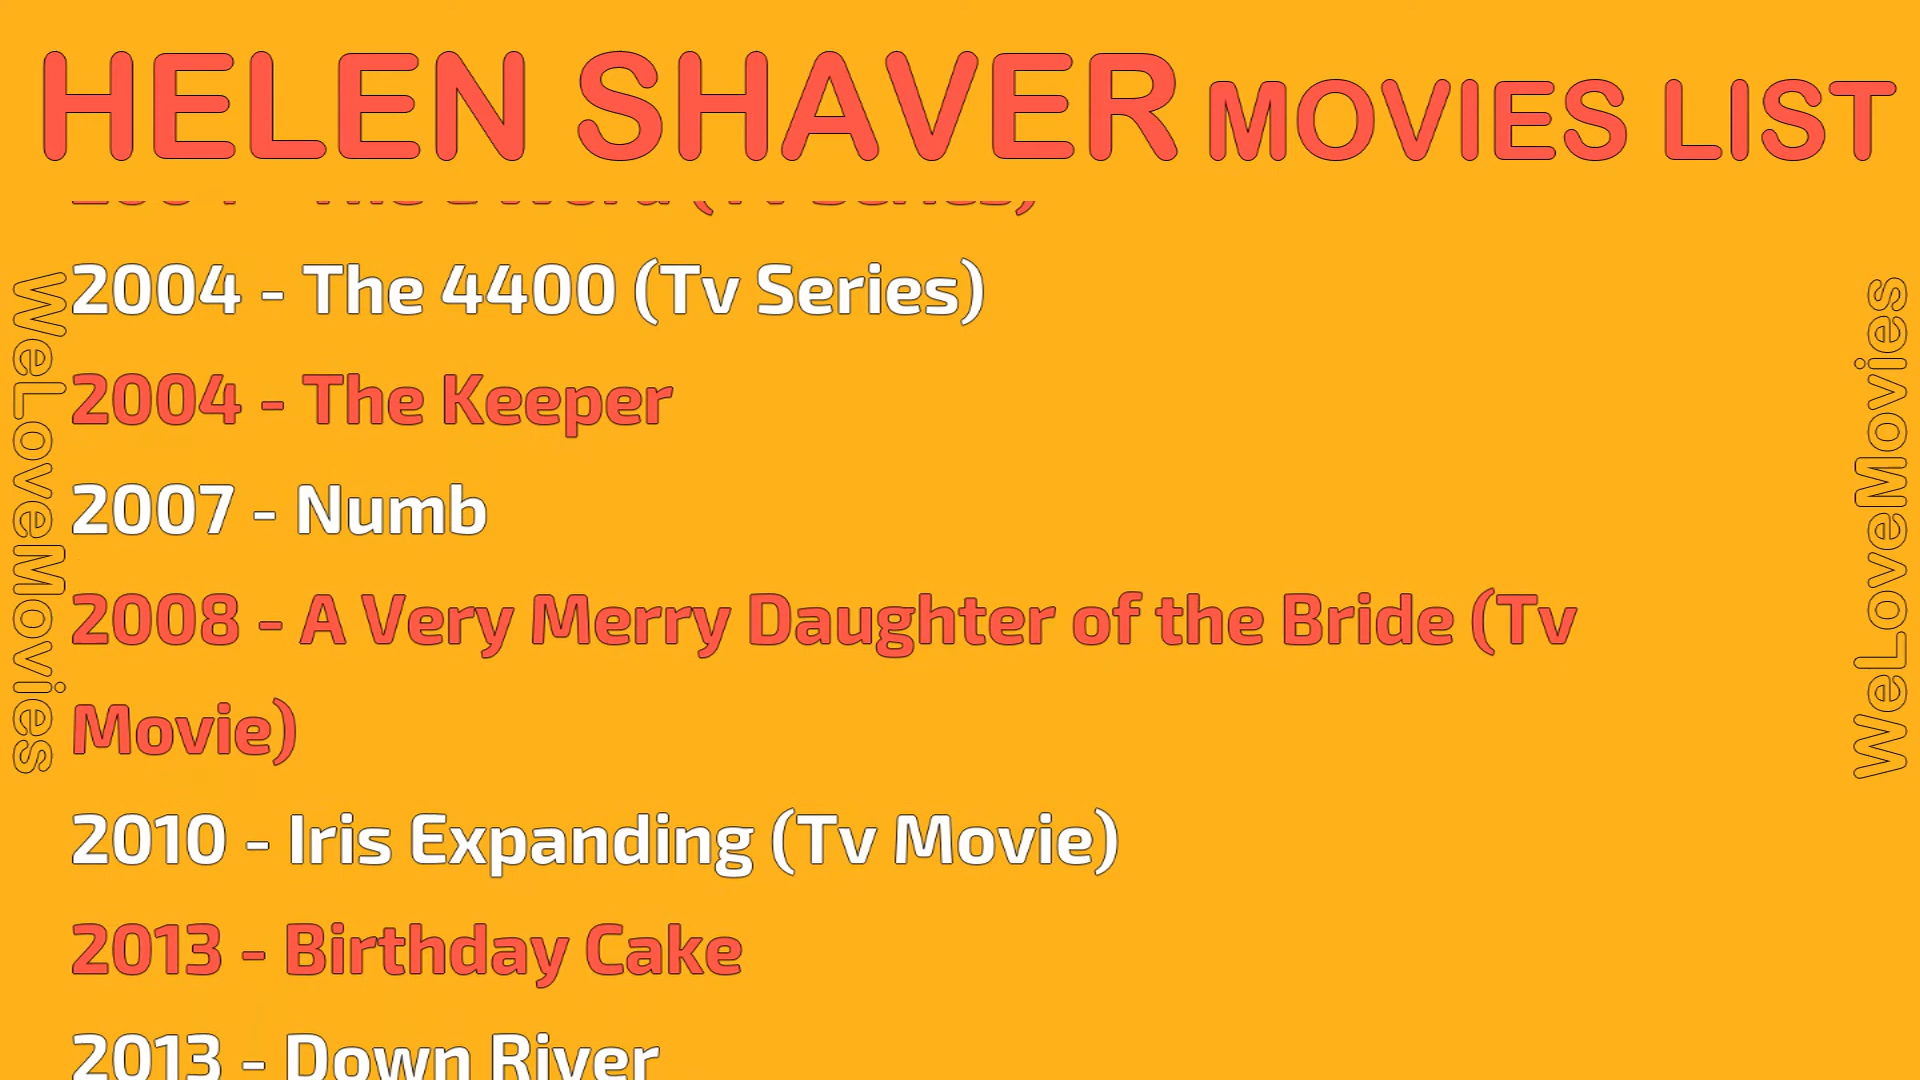 HELEN SHAVER MOVIES LIST
2004 - The 4400 (Tv Series)
2004 - The Keeper
2007 - Numb
2008 - A Very Merry Daughter of the Bride (Tv
Movie)
2010 - Iris Expanding (Tv Movie)
2013 - Birthday Cake
2013 - Down River
WeLoveMovies
WeLoveMovies